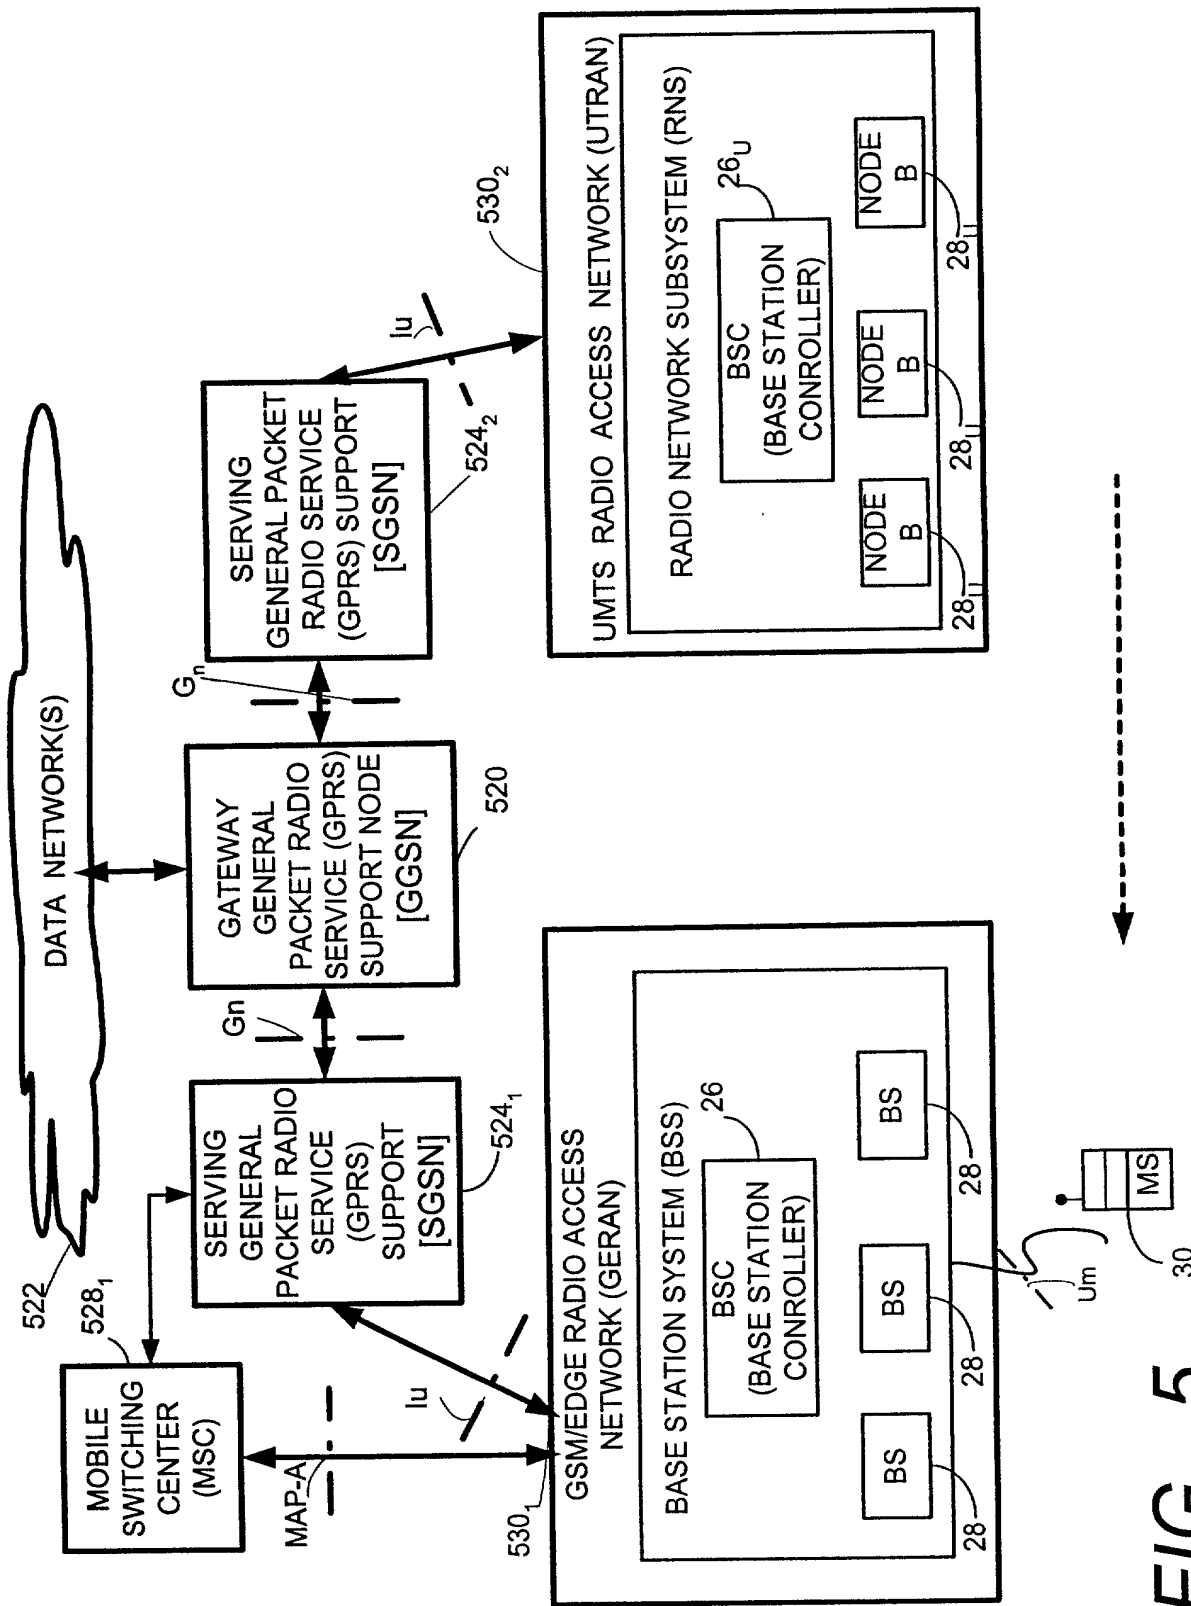 DATA NETWORK(S)
522
MOBILE
SWITCHING
CENTER
(MSC)
528₁
SERVING
GENERAL
PACKET RADIO
SERVICE
(GPRS)
SUPPORT
[SGSN]
524₁
Gn
GATEWAY
GENERAL
PACKET RADIO
SERVICE (GPRS)
SUPPORT NODE
[GGSN]
520
Gₙ
SERVING
GENERAL PACKET
RADIO SERVICE
(GPRS) SUPPORT
[SGSN]
524₂
MAP-A
Iu
Iu
530₁
GSM/EDGE RADIO ACCESS
NETWORK (GERAN)
BASE STATION SYSTEM (BSS)
BSC
(BASE STATION
CONROLLER)
26
BS
BS
BS
28
28
28
530₂
UMTS RADIO ACCESS NETWORK (UTRAN)
RADIO NETWORK SUBSYSTEM (RNS)
BSC
(BASE STATION
CONROLLER)
26U
NODE
B
NODE
B
NODE
B
28U
28U
28U
Um
MS
30
FIG. 5